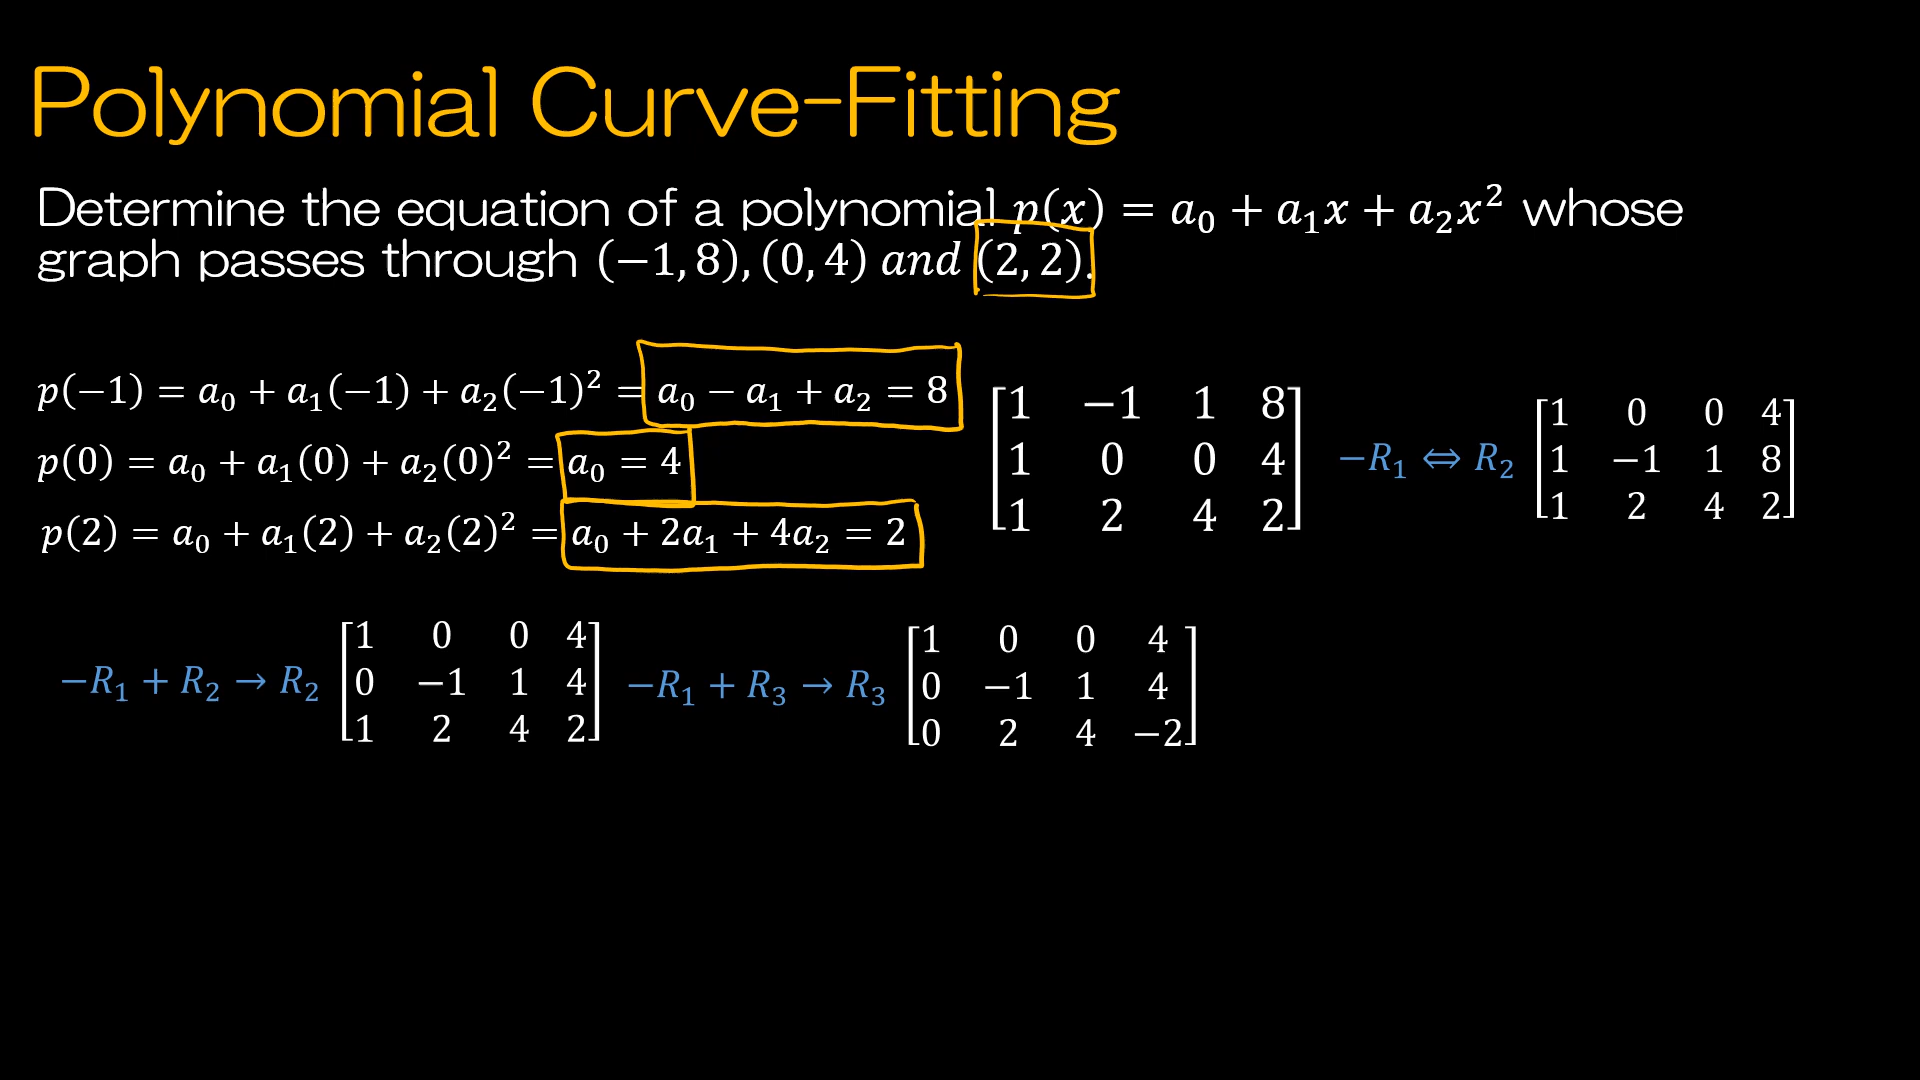 Polynomial Curve-Fitting
Determine the equation of a polynomial p(x) = a₀ + a₁x + a₂x² whose
graph passes through (−1, 8), (0, 4) and (2, 2).
p(−1) = a₀ + a₁(−1) + a₂(−1)² = a₀ − a₁ + a₂ = 8
p(0) = a₀ + a₁(0) + a₂(0)² = a₀ = 4
p(2) = a₀ + a₁(2) + a₂(2)² = a₀ + 2a₁ + 4a₂ = 2
1 −1 1 8
1 0 0 4
1 2 4 2
−R₁ ⇔ R₂
1 0 0 4
1 −1 1 8
1 2 4 2
−R₁ + R₂ → R₂
1 0 0 4
0 −1 1 4
1 2 4 2
−R₁ + R₃ → R₃
1 0 0 4
0 −1 1 4
0 2 4 −2